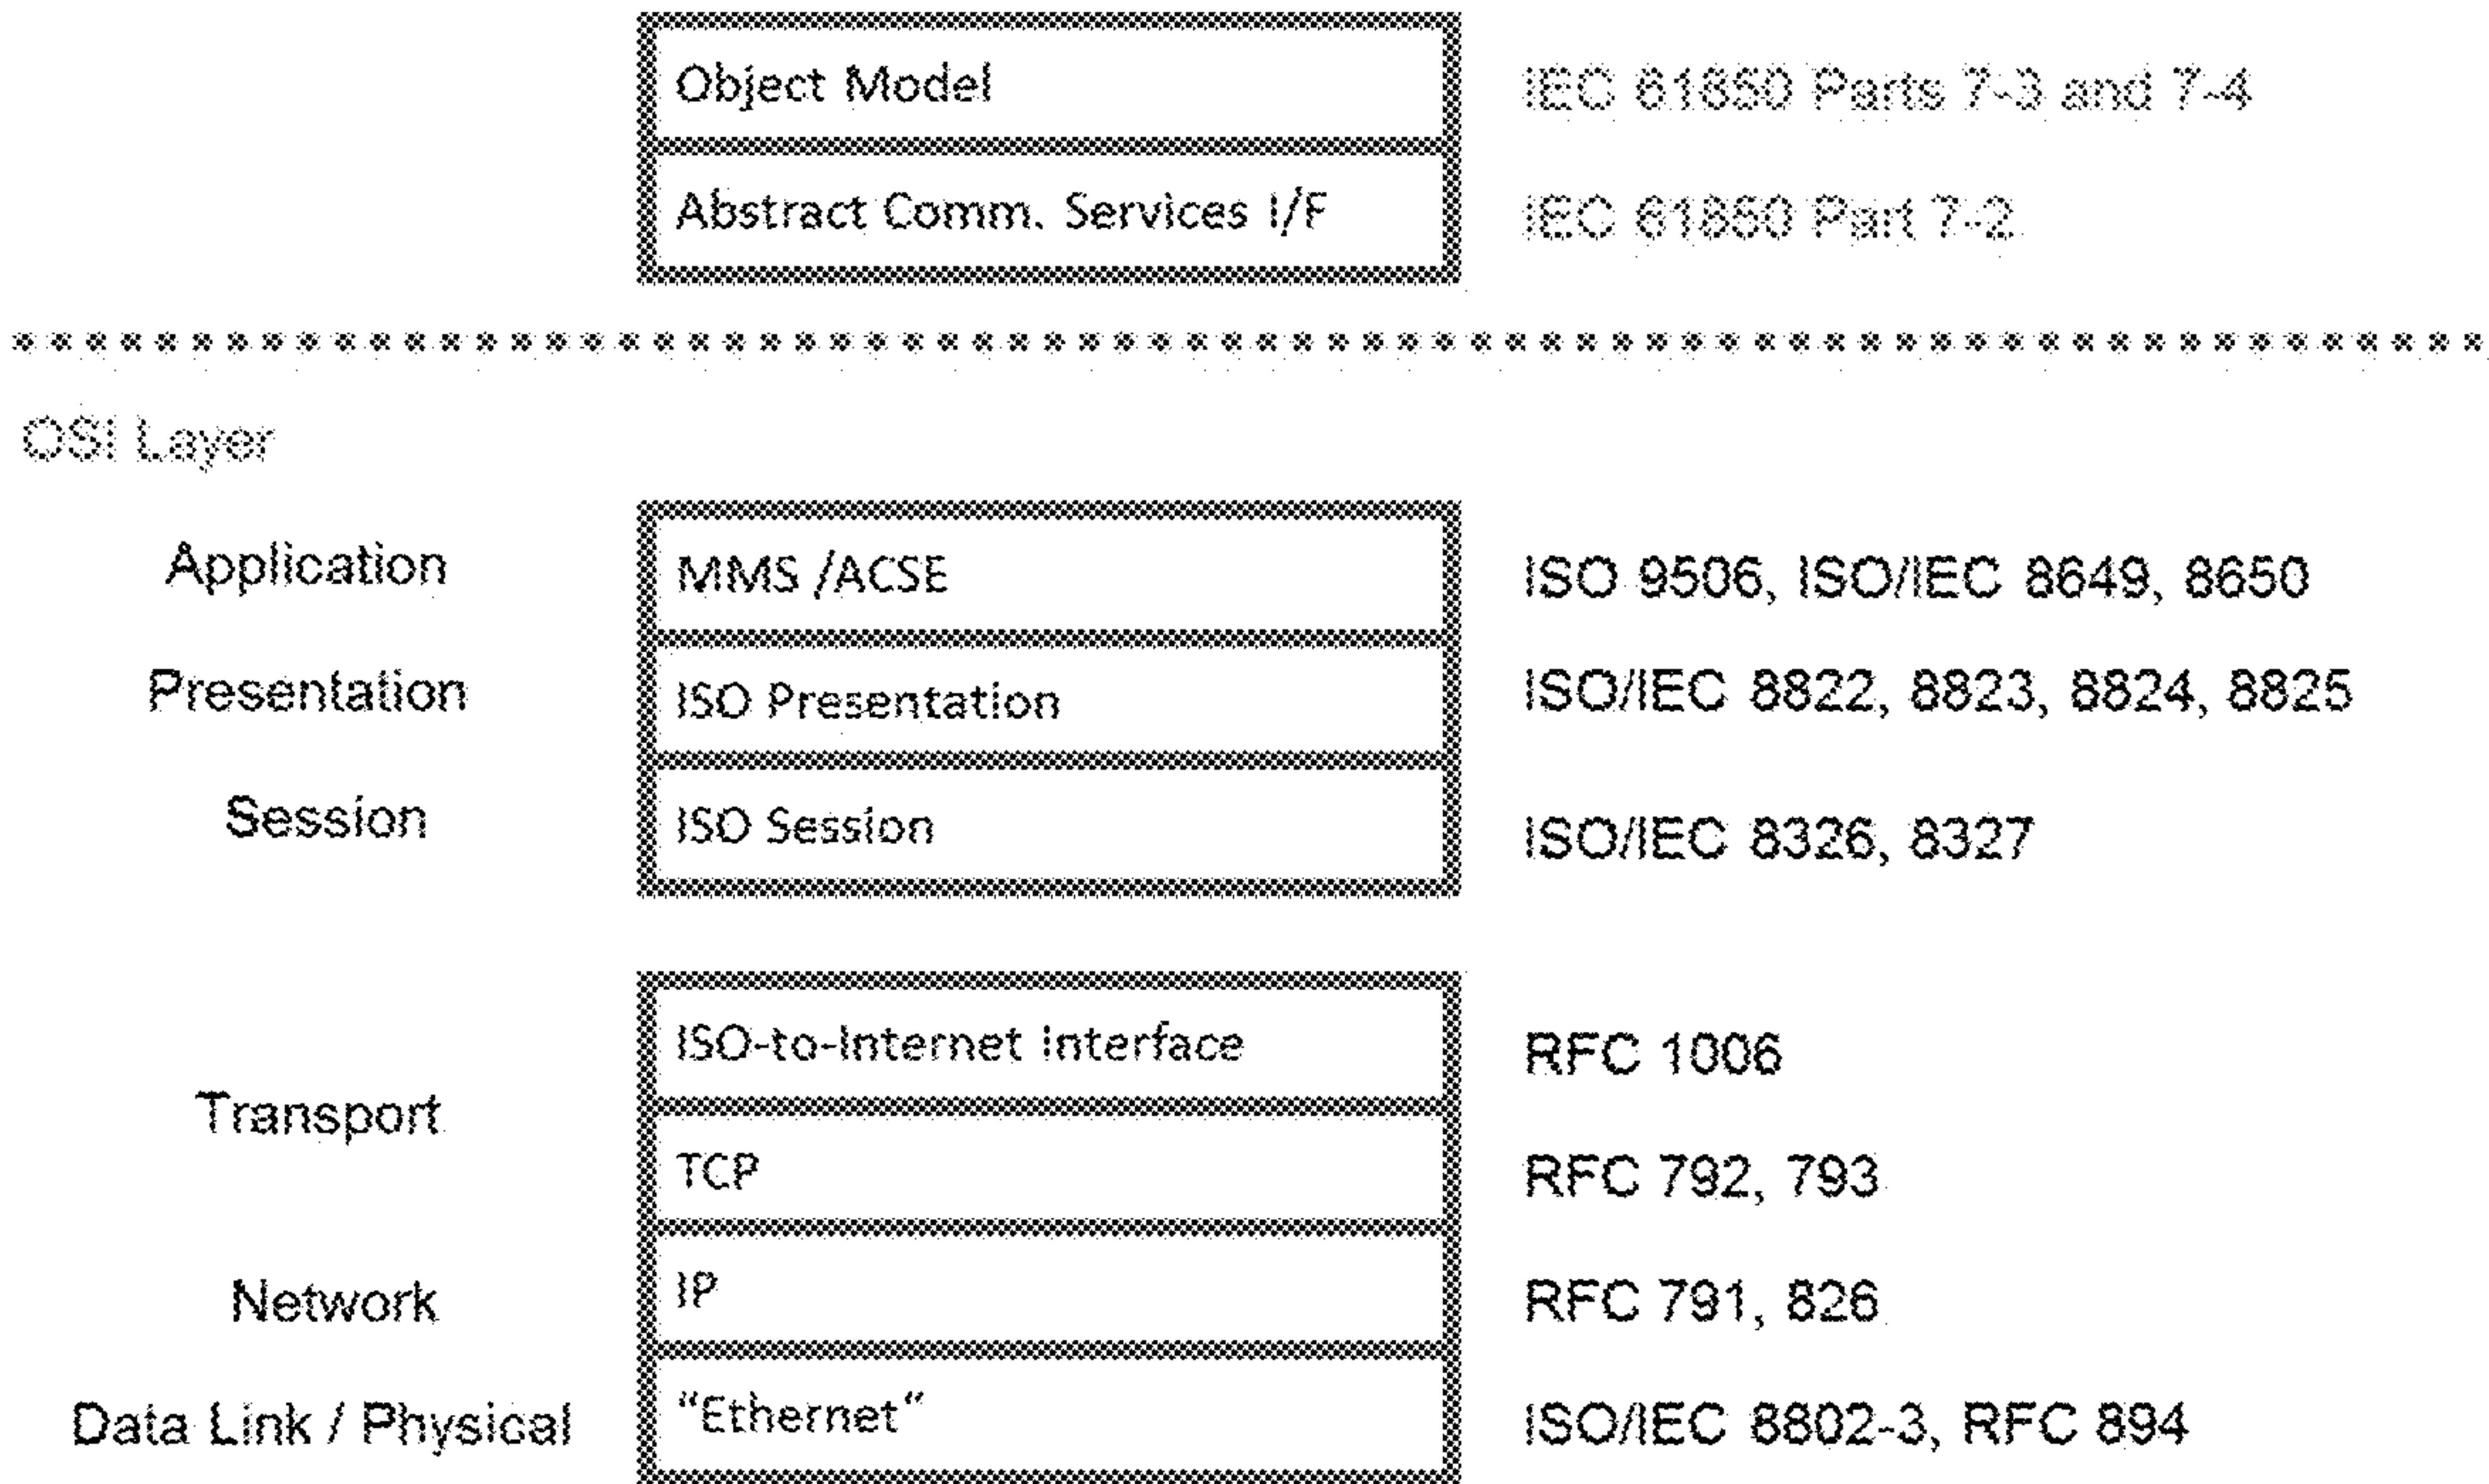 Object Model IEC 61850 Parts 7-3 and 7-4
Abstract Comm. Services I/F IEC 61850 Part 7-2
OSI Layer
Application MMS /ACSE ISO 9506, ISO/IEC 8649, 8650
Presentation ISO Presentation ISO/IEC 8822, 8823, 8824, 8825
Session ISO Session ISO/IEC 8326, 8327
ISO-to-Internet Interface RFC 1006
Transport
TCP RFC 792, 793
Network IP RFC 791, 826
Data Link / Physical "Ethernet" ISO/IEC 8802-3, RFC 894